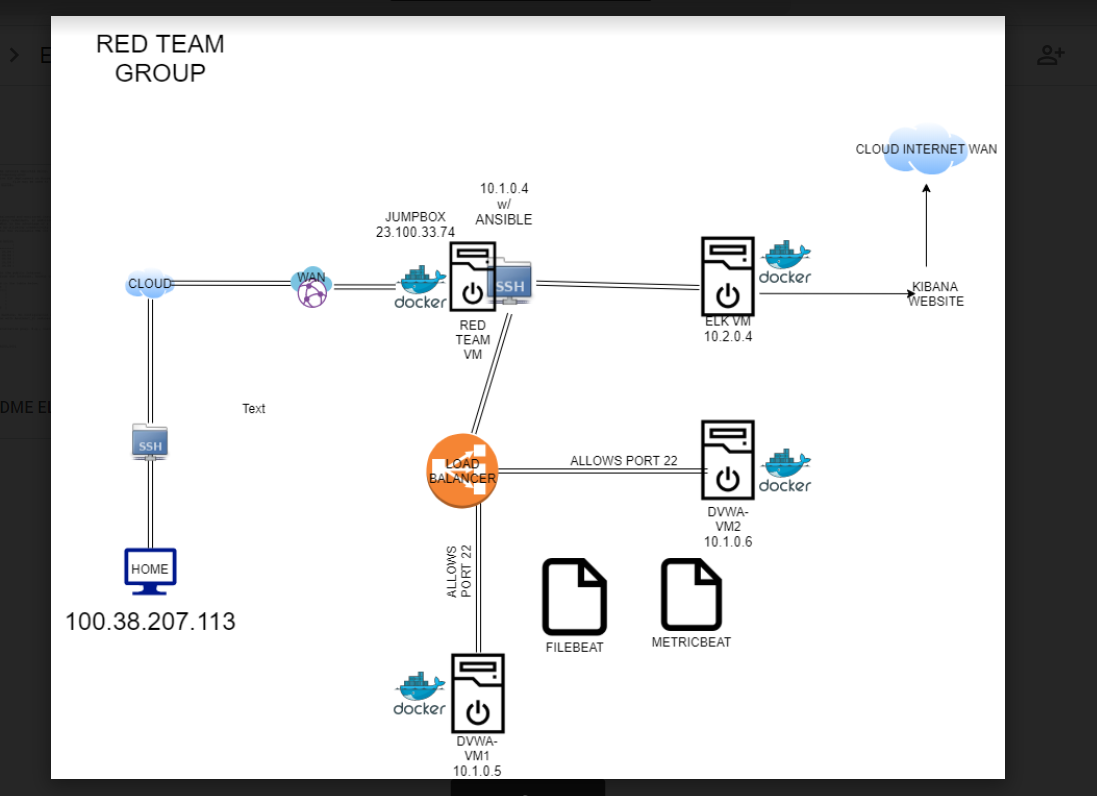 RED TEAM
GROUP
CLOUD INTERNET WAN
10.1.0.4
w/
ANSIBLE
JUMPBOX
23.100.33.74
CLOUD
WAN
docker
SSH
docker
KIBANA
WEBSITE
RED
TEAM
VM
ELK VM
10.2.0.4
Text
SSH
LOAD
BALANCER
ALLOWS PORT 22
docker
DVWA-
VM2
10.1.0.6
ALLOWS
PORT 22
HOME
100.38.207.113
FILEBEAT
METRICBEAT
docker
DVWA-
VM1
10.1.0.5
E
DME EL